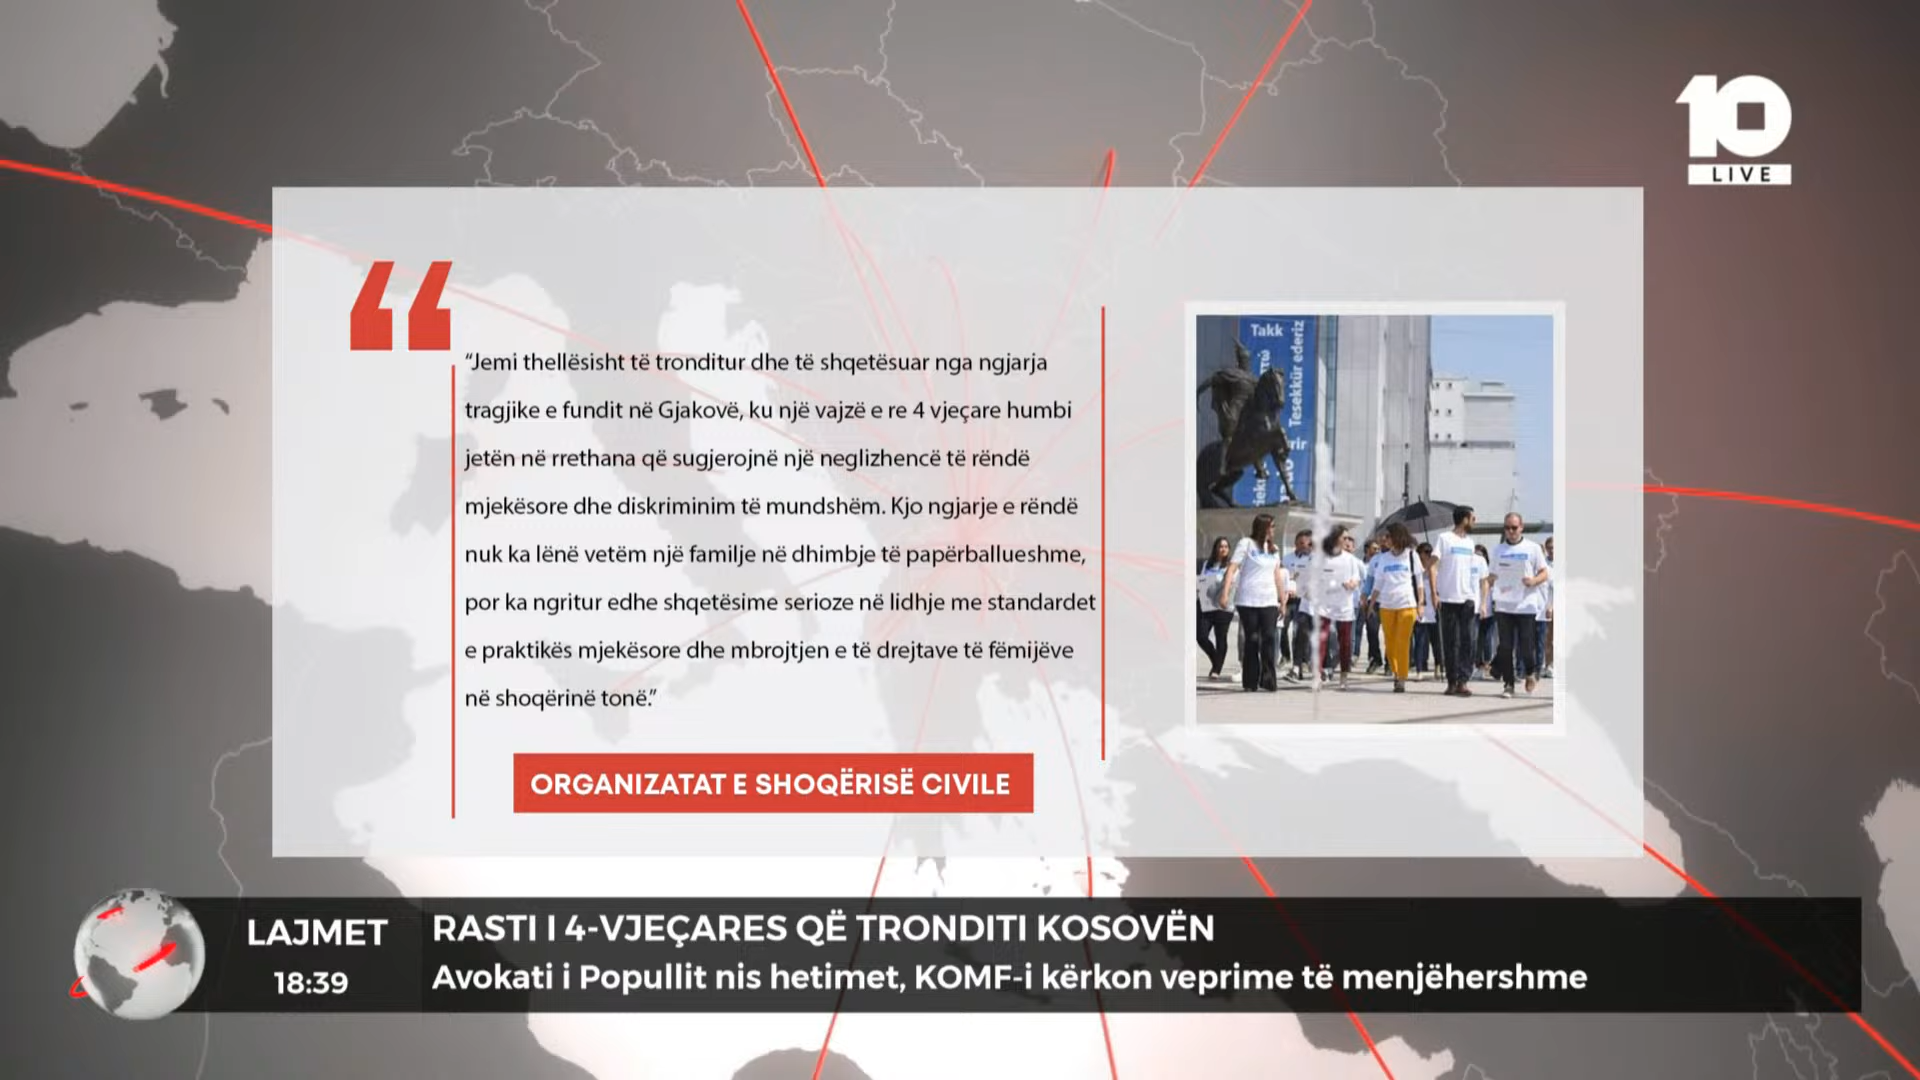 10
LIVE
“Jemi thellësisht të tronditur dhe të shqetësuar nga ngjarja
tragjike e fundit në Gjakovë, ku një vajzë e re 4 vjeçare humbi
jetën në rrethana që sugjerojnë një neglizhencë të rëndë
mjekësore dhe diskriminim të mundshëm. Kjo ngjarje e rëndë
nuk ka lënë vetëm një familje në dhimbje të papërballueshme,
por ka ngritur edhe shqetësime serioze në lidhje me standardet
e praktikës mjekësore dhe mbrojtjen e të drejtave të fëmijëve
në shoqërinë tonë.”
ORGANIZATAT E SHOQËRISË CIVILE
Takk
Tesekkür ederiz
LAJMET
18:39
RASTI I 4-VJEÇARES QË TRONDITI KOSOVËN
Avokati i Popullit nis hetimet, KOMF-i kërkon veprime të menjëhershme